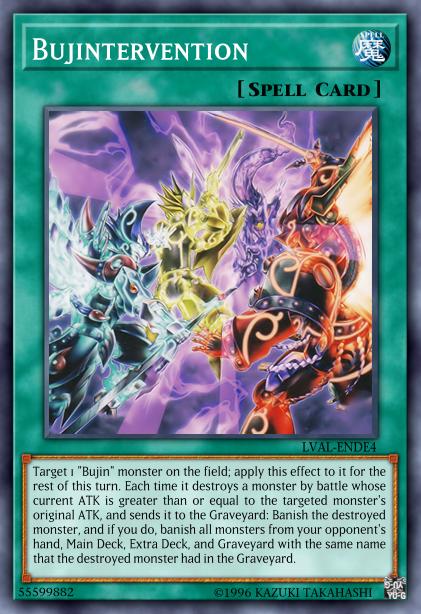 Bujintervention
SPELL
魔
[ Spell Card ]
LVAL-ENDE4
Target 1 "Bujin" monster on the field; apply this effect to it for the
rest of this turn. Each time it destroys a monster by battle whose
current ATK is greater than or equal to the targeted monster's
original ATK, and sends it to the Graveyard: Banish the destroyed
monster, and if you do, banish all monsters from your opponent's
hand, Main Deck, Extra Deck, and Graveyard with the same name
that the destroyed monster had in the Graveyard.
55599882
©1996 KAZUKI TAKAHASHI